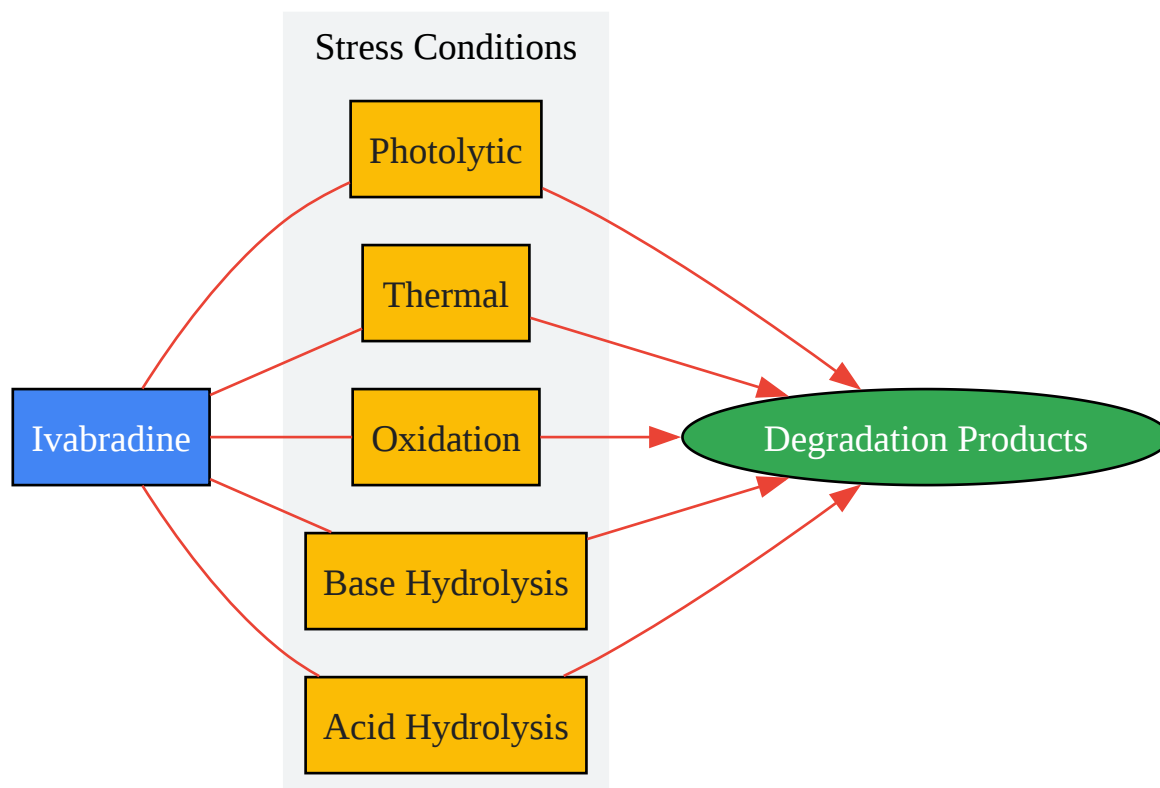 Stress Conditions
Photolytic
Thermal
Ivabradine
Oxidation
Degradation Products
Base Hydrolysis
Acid Hydrolysis